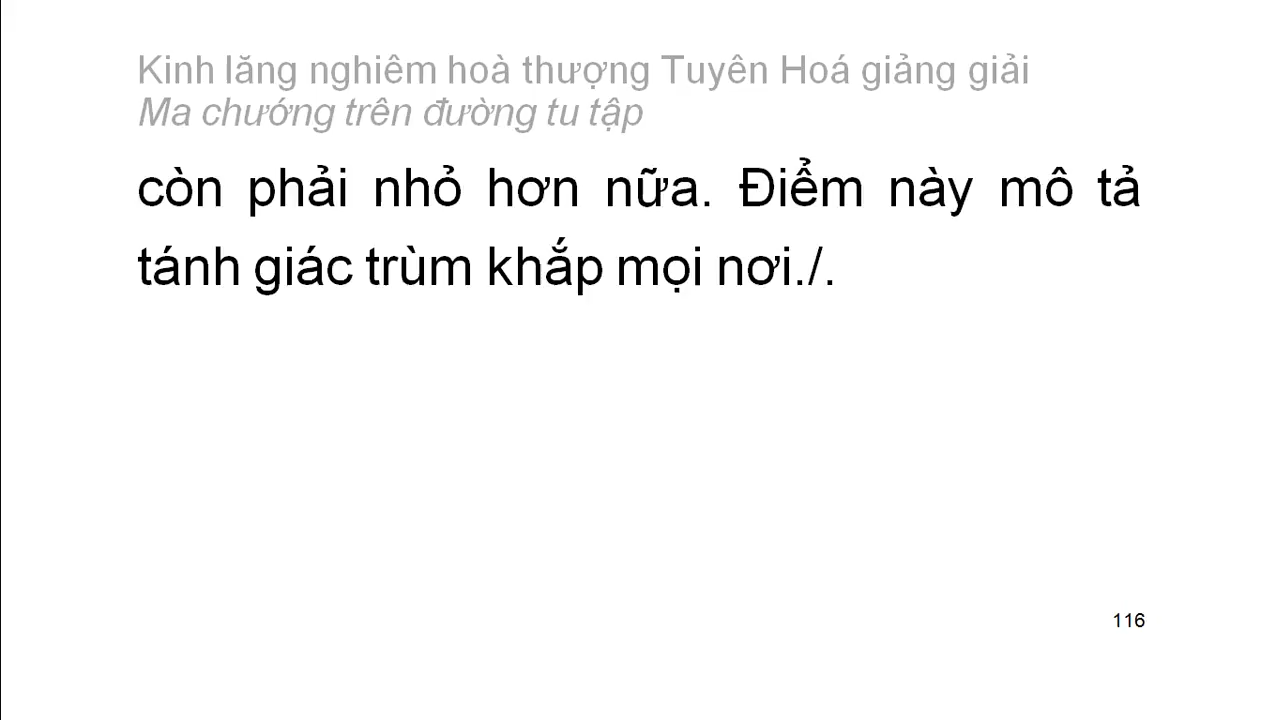 Kinh lăng nghiêm hoà thượng Tuyên Hoá giảng giải
Ma chướng trên đường tu tập
còn phải nhỏ hơn nữa. Điểm này mô tả
tánh giác trùm khắp mọi nơi./.
116